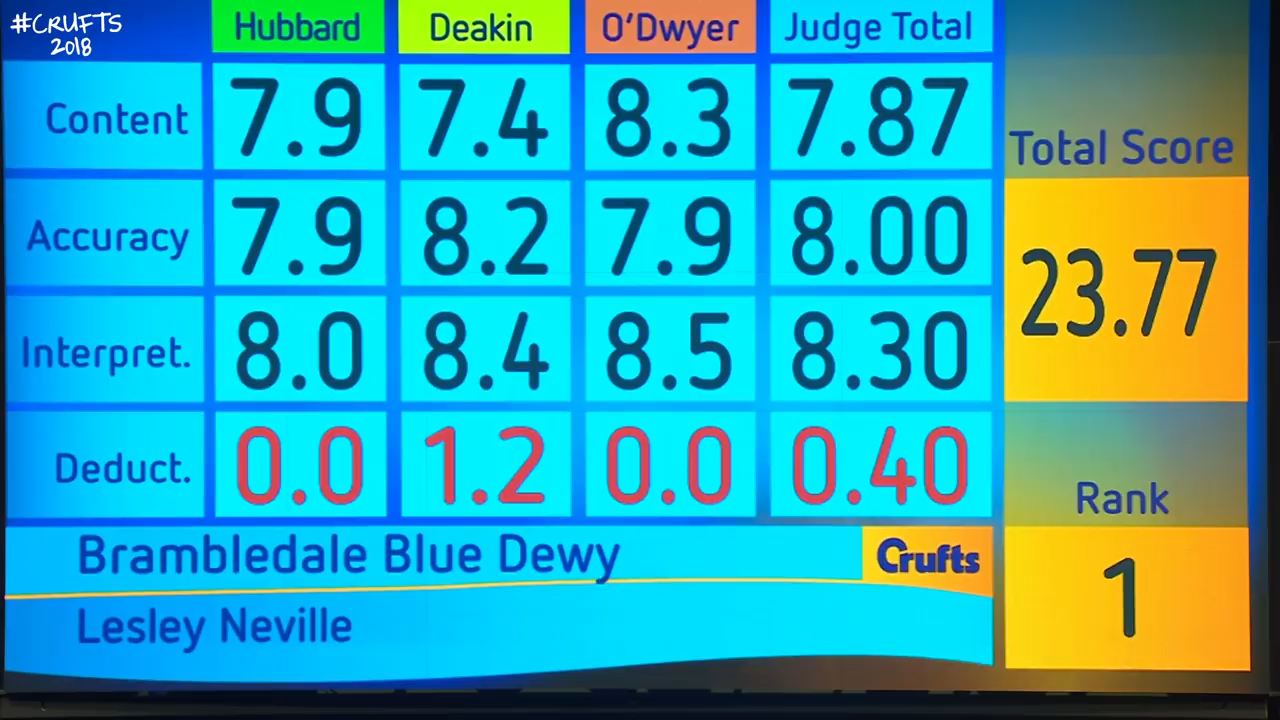 #CRUFTS
2018
Hubbard Deakin O'Dwyer Judge Total
Content 7.9 7.4 8.3 7.87
Total Score
Accuracy 7.9 8.2 7.9 8.00
23.77
Interpret. 8.0 8.4 8.5 8.30
Deduct. 0.0 1.2 0.0 0.40
Rank
1
Brambledale Blue Dewy
Crufts
Lesley Neville